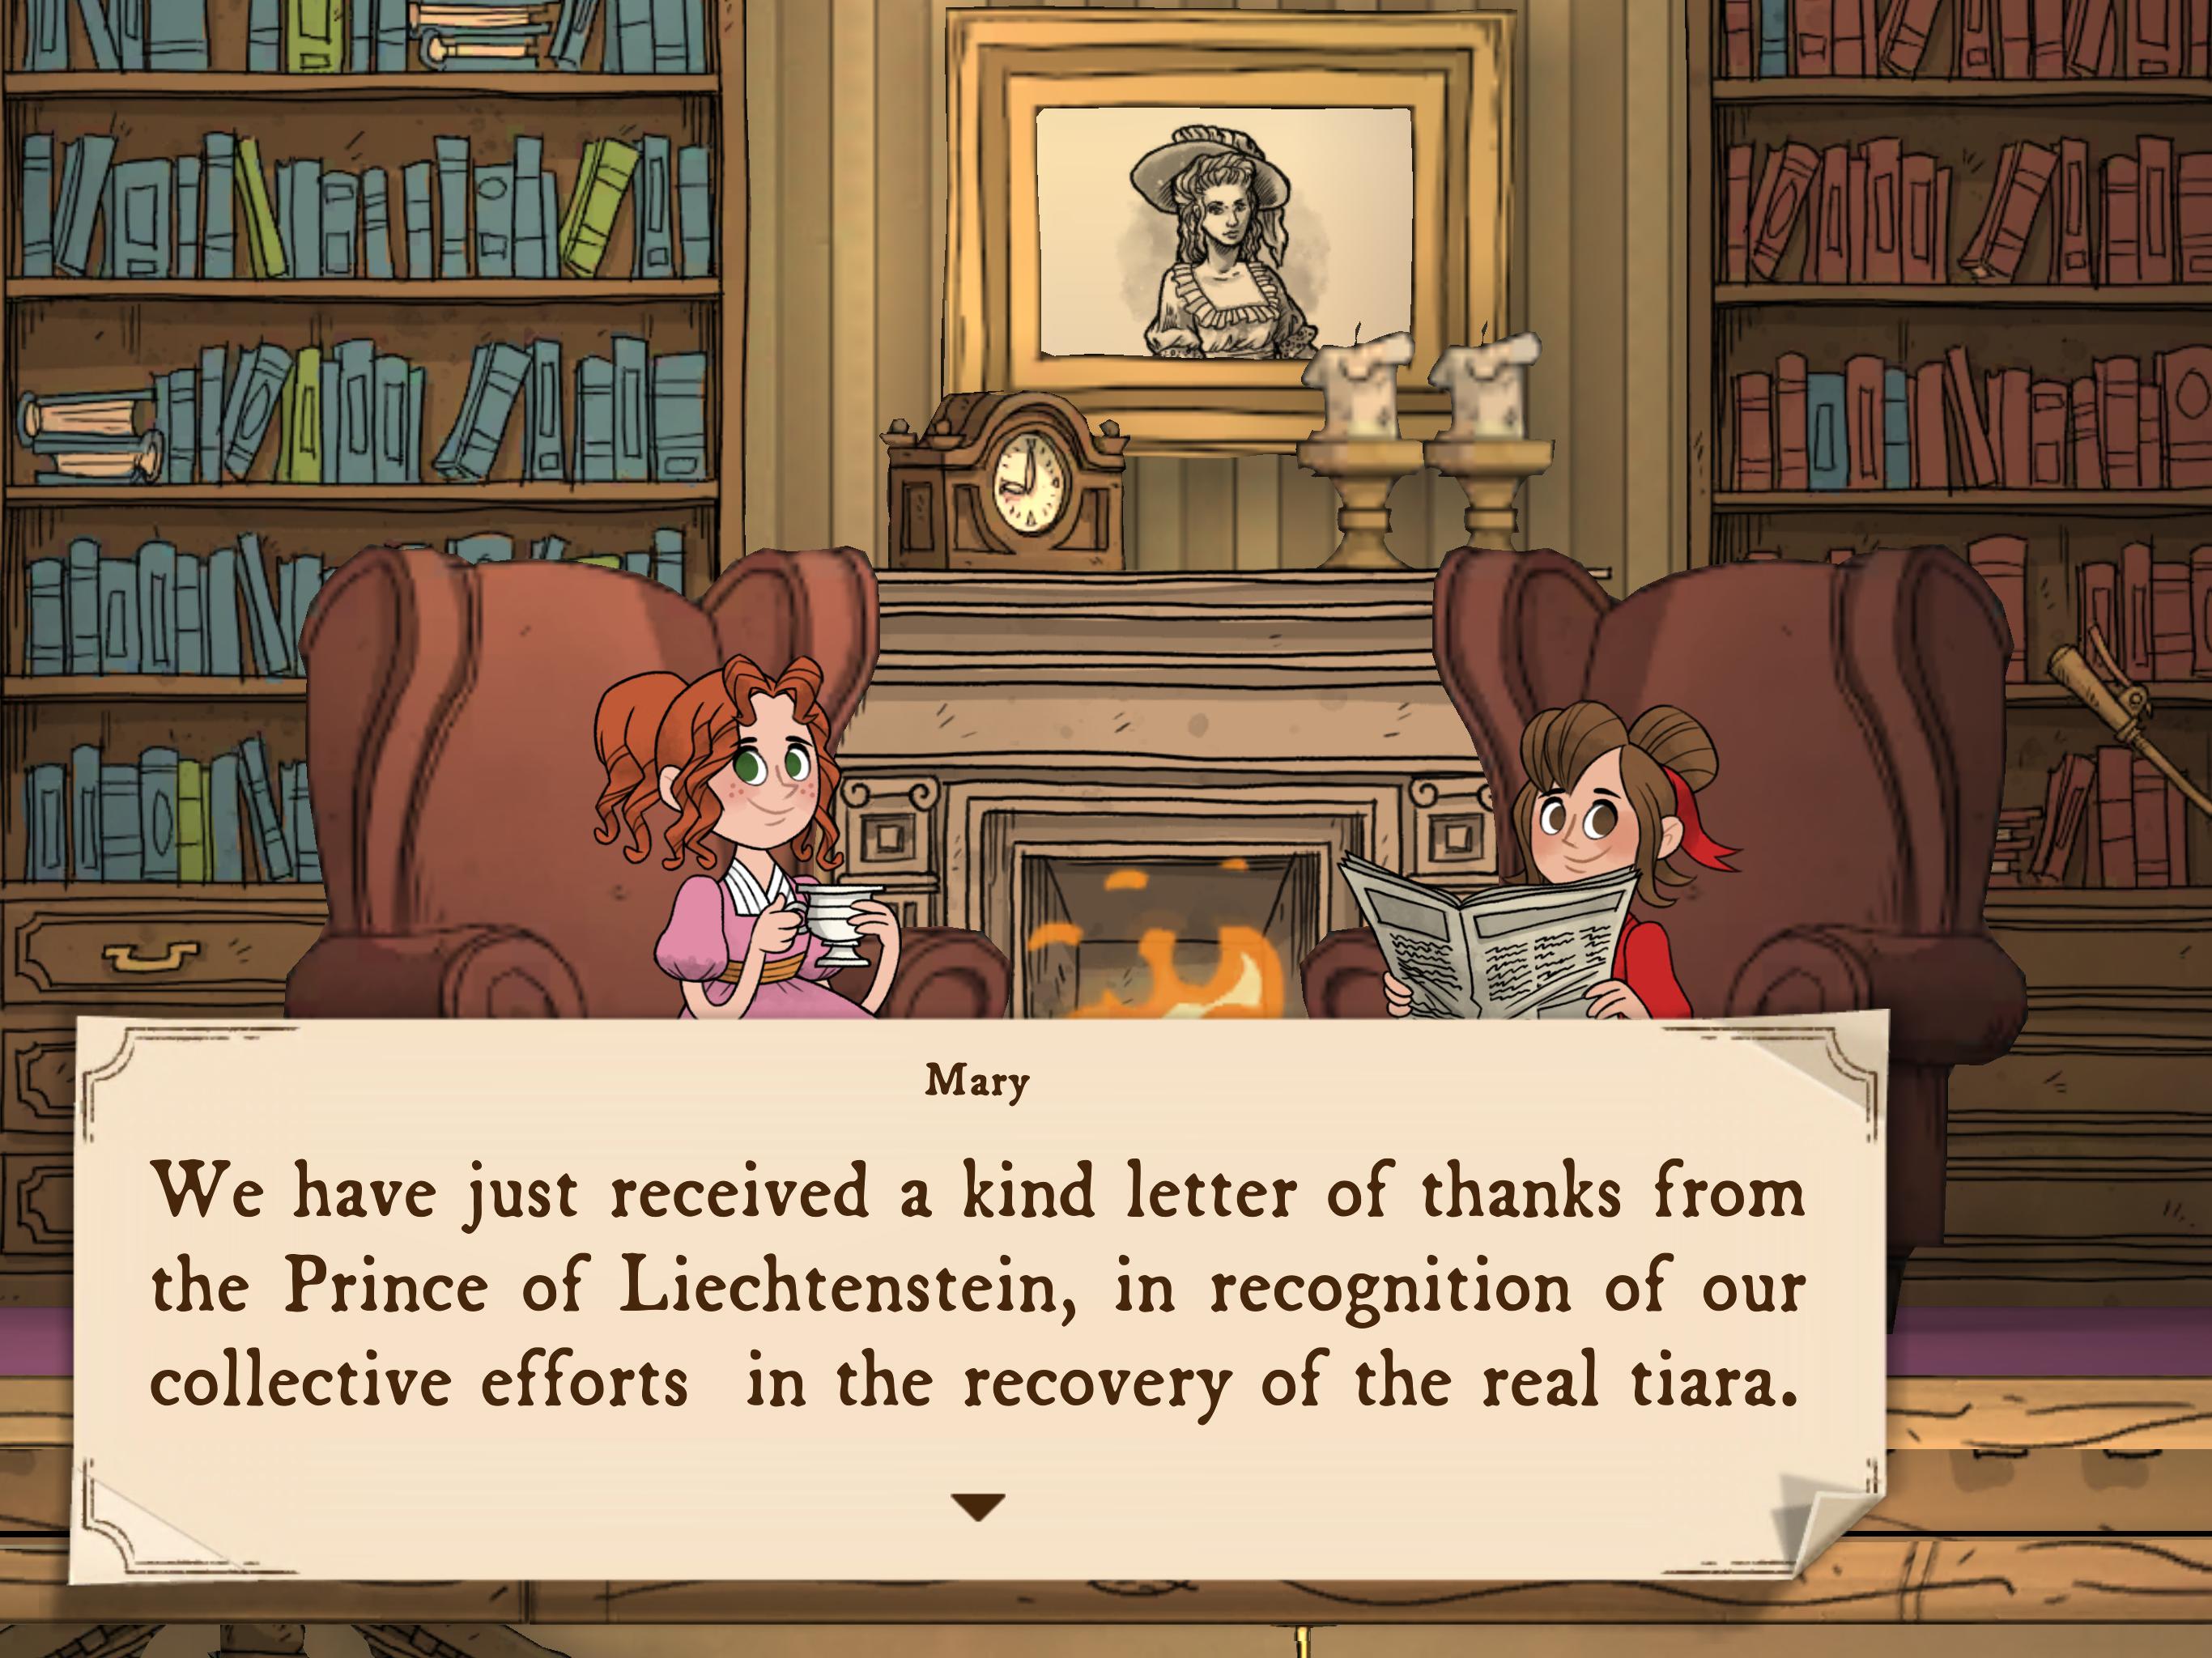 Mary
We have just received a kind letter of thanks from
the Prince of Liechtenstein, in recognition of our
collective efforts  in the recovery of the real tiara.